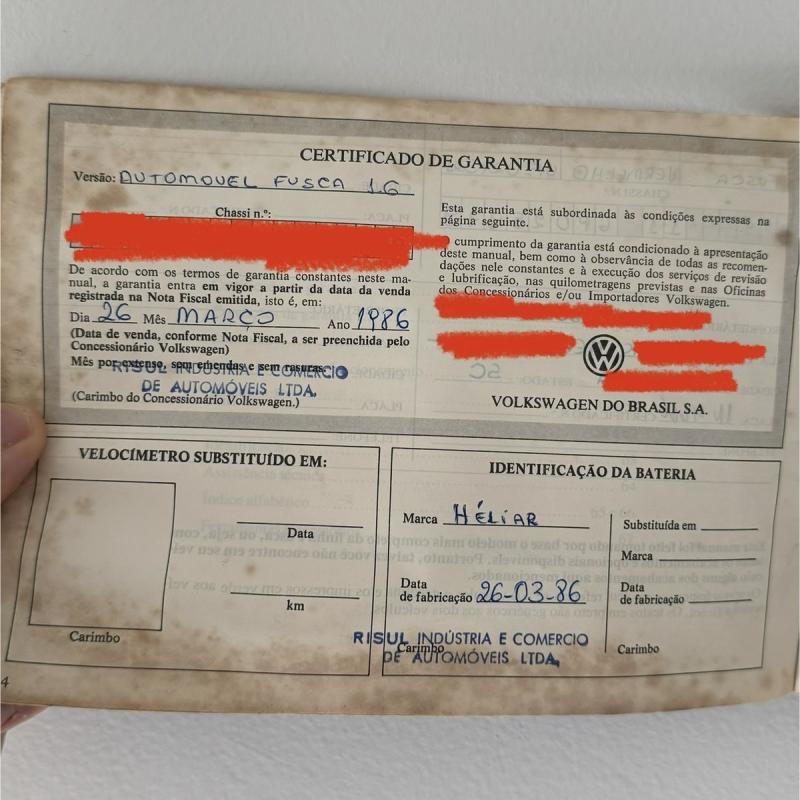 CERTIFICADO DE GARANTIA
Versão: AUTOMOVEL FUSCA 1.6
Chassi n.º:
De acordo com os termos de garantia constantes neste ma-
nual, a garantia entra em vigor a partir da data da venda
registrada na Nota Fiscal emitida, isto é, em:
Dia 26 Mês MARÇO Ano 1986
(Data de venda, conforme Nota Fiscal, a ser preenchida pelo
Concessionário Volkswagen)
Mês por extenso, sem emendas e sem rasuras.
RISUL INDÚSTRIA E COMERCIO
DE AUTOMÓVEIS LTDA.
(Carimbo do Concessionário Volkswagen.)
Esta garantia está subordinada às condições expressas na
página seguinte.
cumprimento da garantia está condicionado à apresentação
deste manual, bem como à observância de todas as recomen-
dações nele constantes e à execução dos serviços de revisão
e lubrificação, nas quilometragens previstas e nas Oficinas
dos Concessionários e/ou Importadores Volkswagen.
VOLKSWAGEN DO BRASIL S.A.
VELOCÍMETRO SUBSTITUÍDO EM:
Data
km
Carimbo
IDENTIFICAÇÃO DA BATERIA
Marca HÉLIAR
Data
de fabricação 26-03-86
Carimbo
RISUL INDÚSTRIA E COMERCIO
DE AUTOMÓVEIS LTDA.
Substituída em
Marca
Data
de fabricação
Carimbo
4